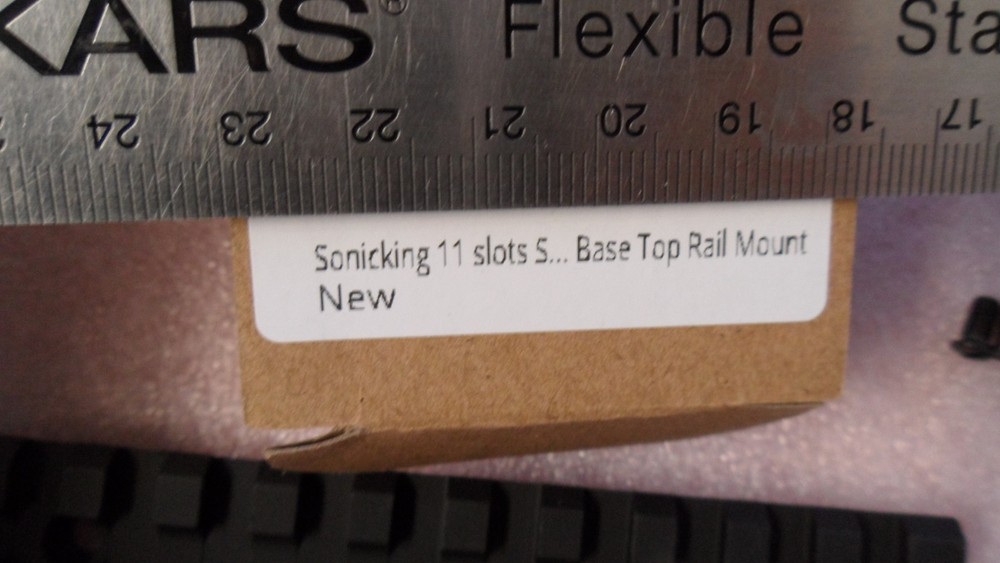 KARS® Flexible Sta
24 23 22 21 20 19 18 17
Sonicking 11 slots S... Base Top Rail Mount
New